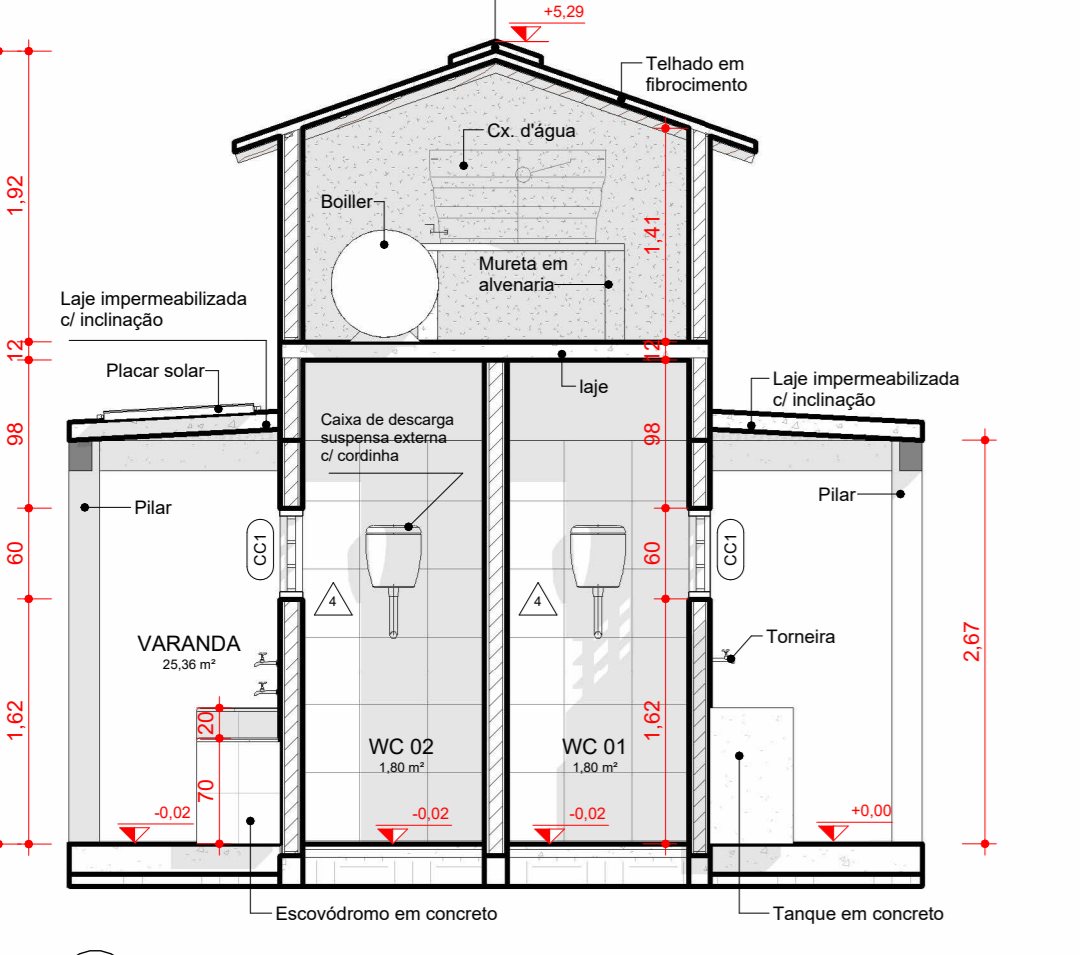 +5,29
Telhado em
fibrocimento
Cx. d'água
1,92
Boiller
1,41
Mureta em
alvenaria
Laje impermeabilizada
c/ inclinação
12
12
Placar solar
laje
Laje impermeabilizada
c/ inclinação
Caixa de descarga
suspensa externa
c/ cordinha
98
98
Pilar
Pilar
60
CC1
60
CC1
4
4
VARANDA
25,36 m²
Torneira
2,67
1,62
20
1,62
WC 02
1,80 m²
WC 01
1,80 m²
70
-0,02
-0,02
-0,02
+0,00
Escovódromo em concreto
Tanque em concreto